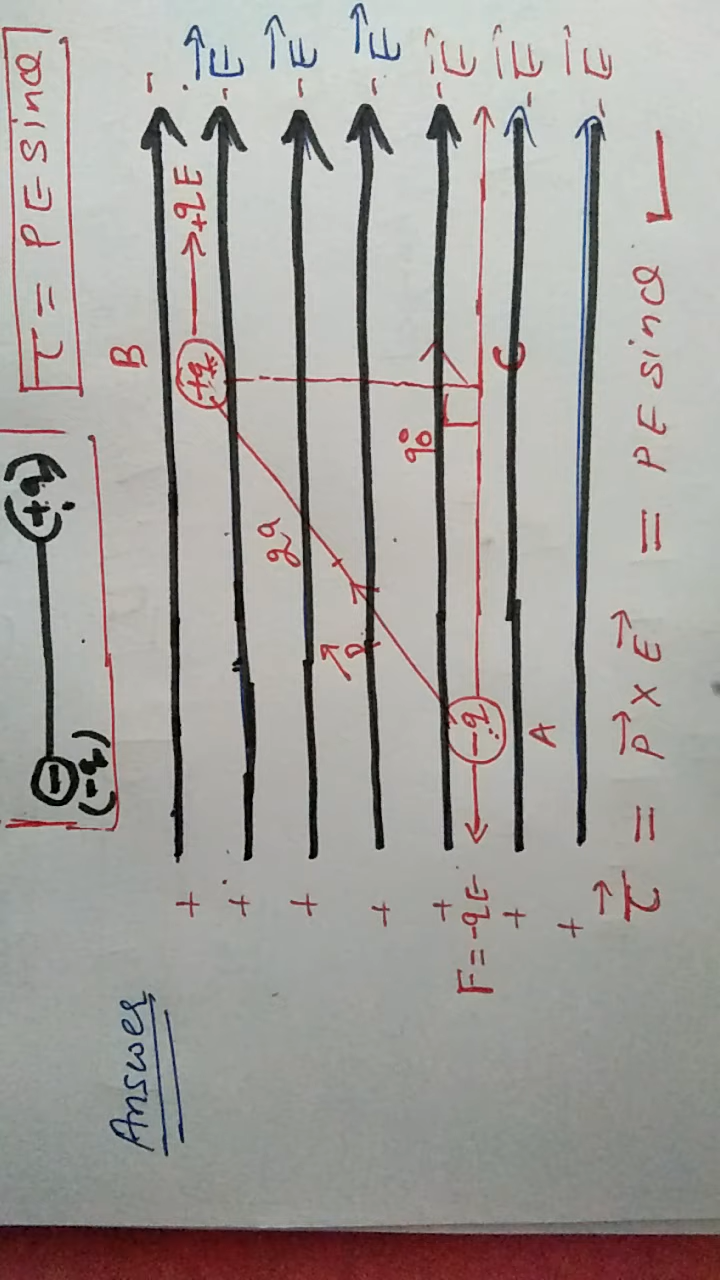 (-q) (+q)
τ = PE sinθ
Answer
B
+ + + + + + +
- - - - - - -
E⃗ E⃗ E⃗ E⃗ E⃗ E⃗
+q → +qE
2a
P⃗
90°
F = -qE
-q
A
C
τ⃗ = P⃗ × E⃗ = PE sinθ